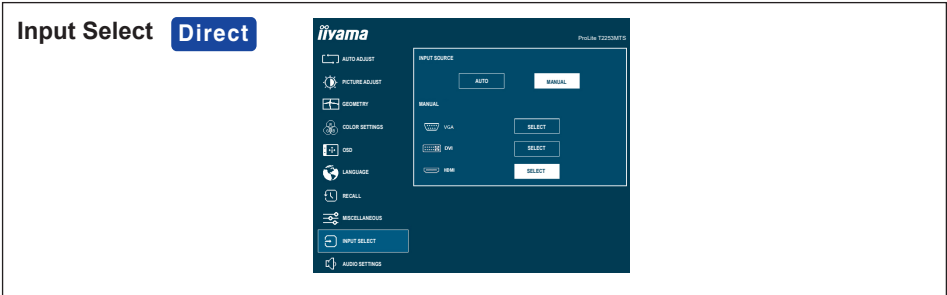 Input Select Direct
iiyama
ProLite T2253MTS
AUTO ADJUST
PICTURE ADJUST
GEOMETRY
COLOR SETTINGS
OSD
LANGUAGE
RECALL
MISCELLANEOUS
INPUT SELECT
AUDIO SETTINGS
INPUT SOURCE
AUTO MANUAL
MANUAL
VGA SELECT
DVI SELECT
HDMI SELECT